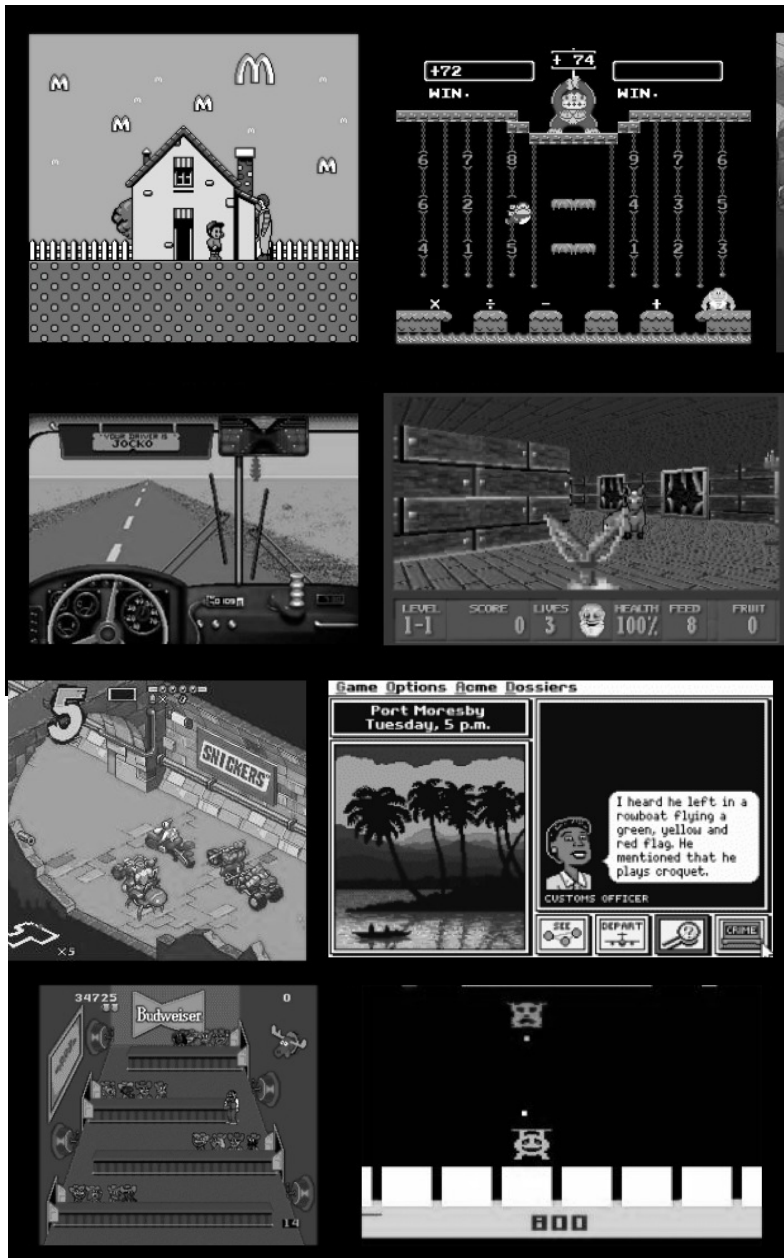 M
M
M
M
M
+72
+ 74
WIN.
WIN.
6 7 8 9 7 6
6 2 4 3 5
4 1 5 1 2 3
× ÷ - +
YOUR DRIVER IS
JOCKO
LEVEL SCORE LIVES HEALTH FEED FRUIT
1-1 0 3 100% 8 0
5
SNICKERS
×5
Game Options Acme Dossiers
Port Moresby
Tuesday, 5 p.m.
I heard he left in a
rowboat flying a
green, yellow and
red flag. He
mentioned that he
plays croquet.
CUSTOMS OFFICER
SEE DEPART ? CRIME
34725 0
Budweiser
14
800